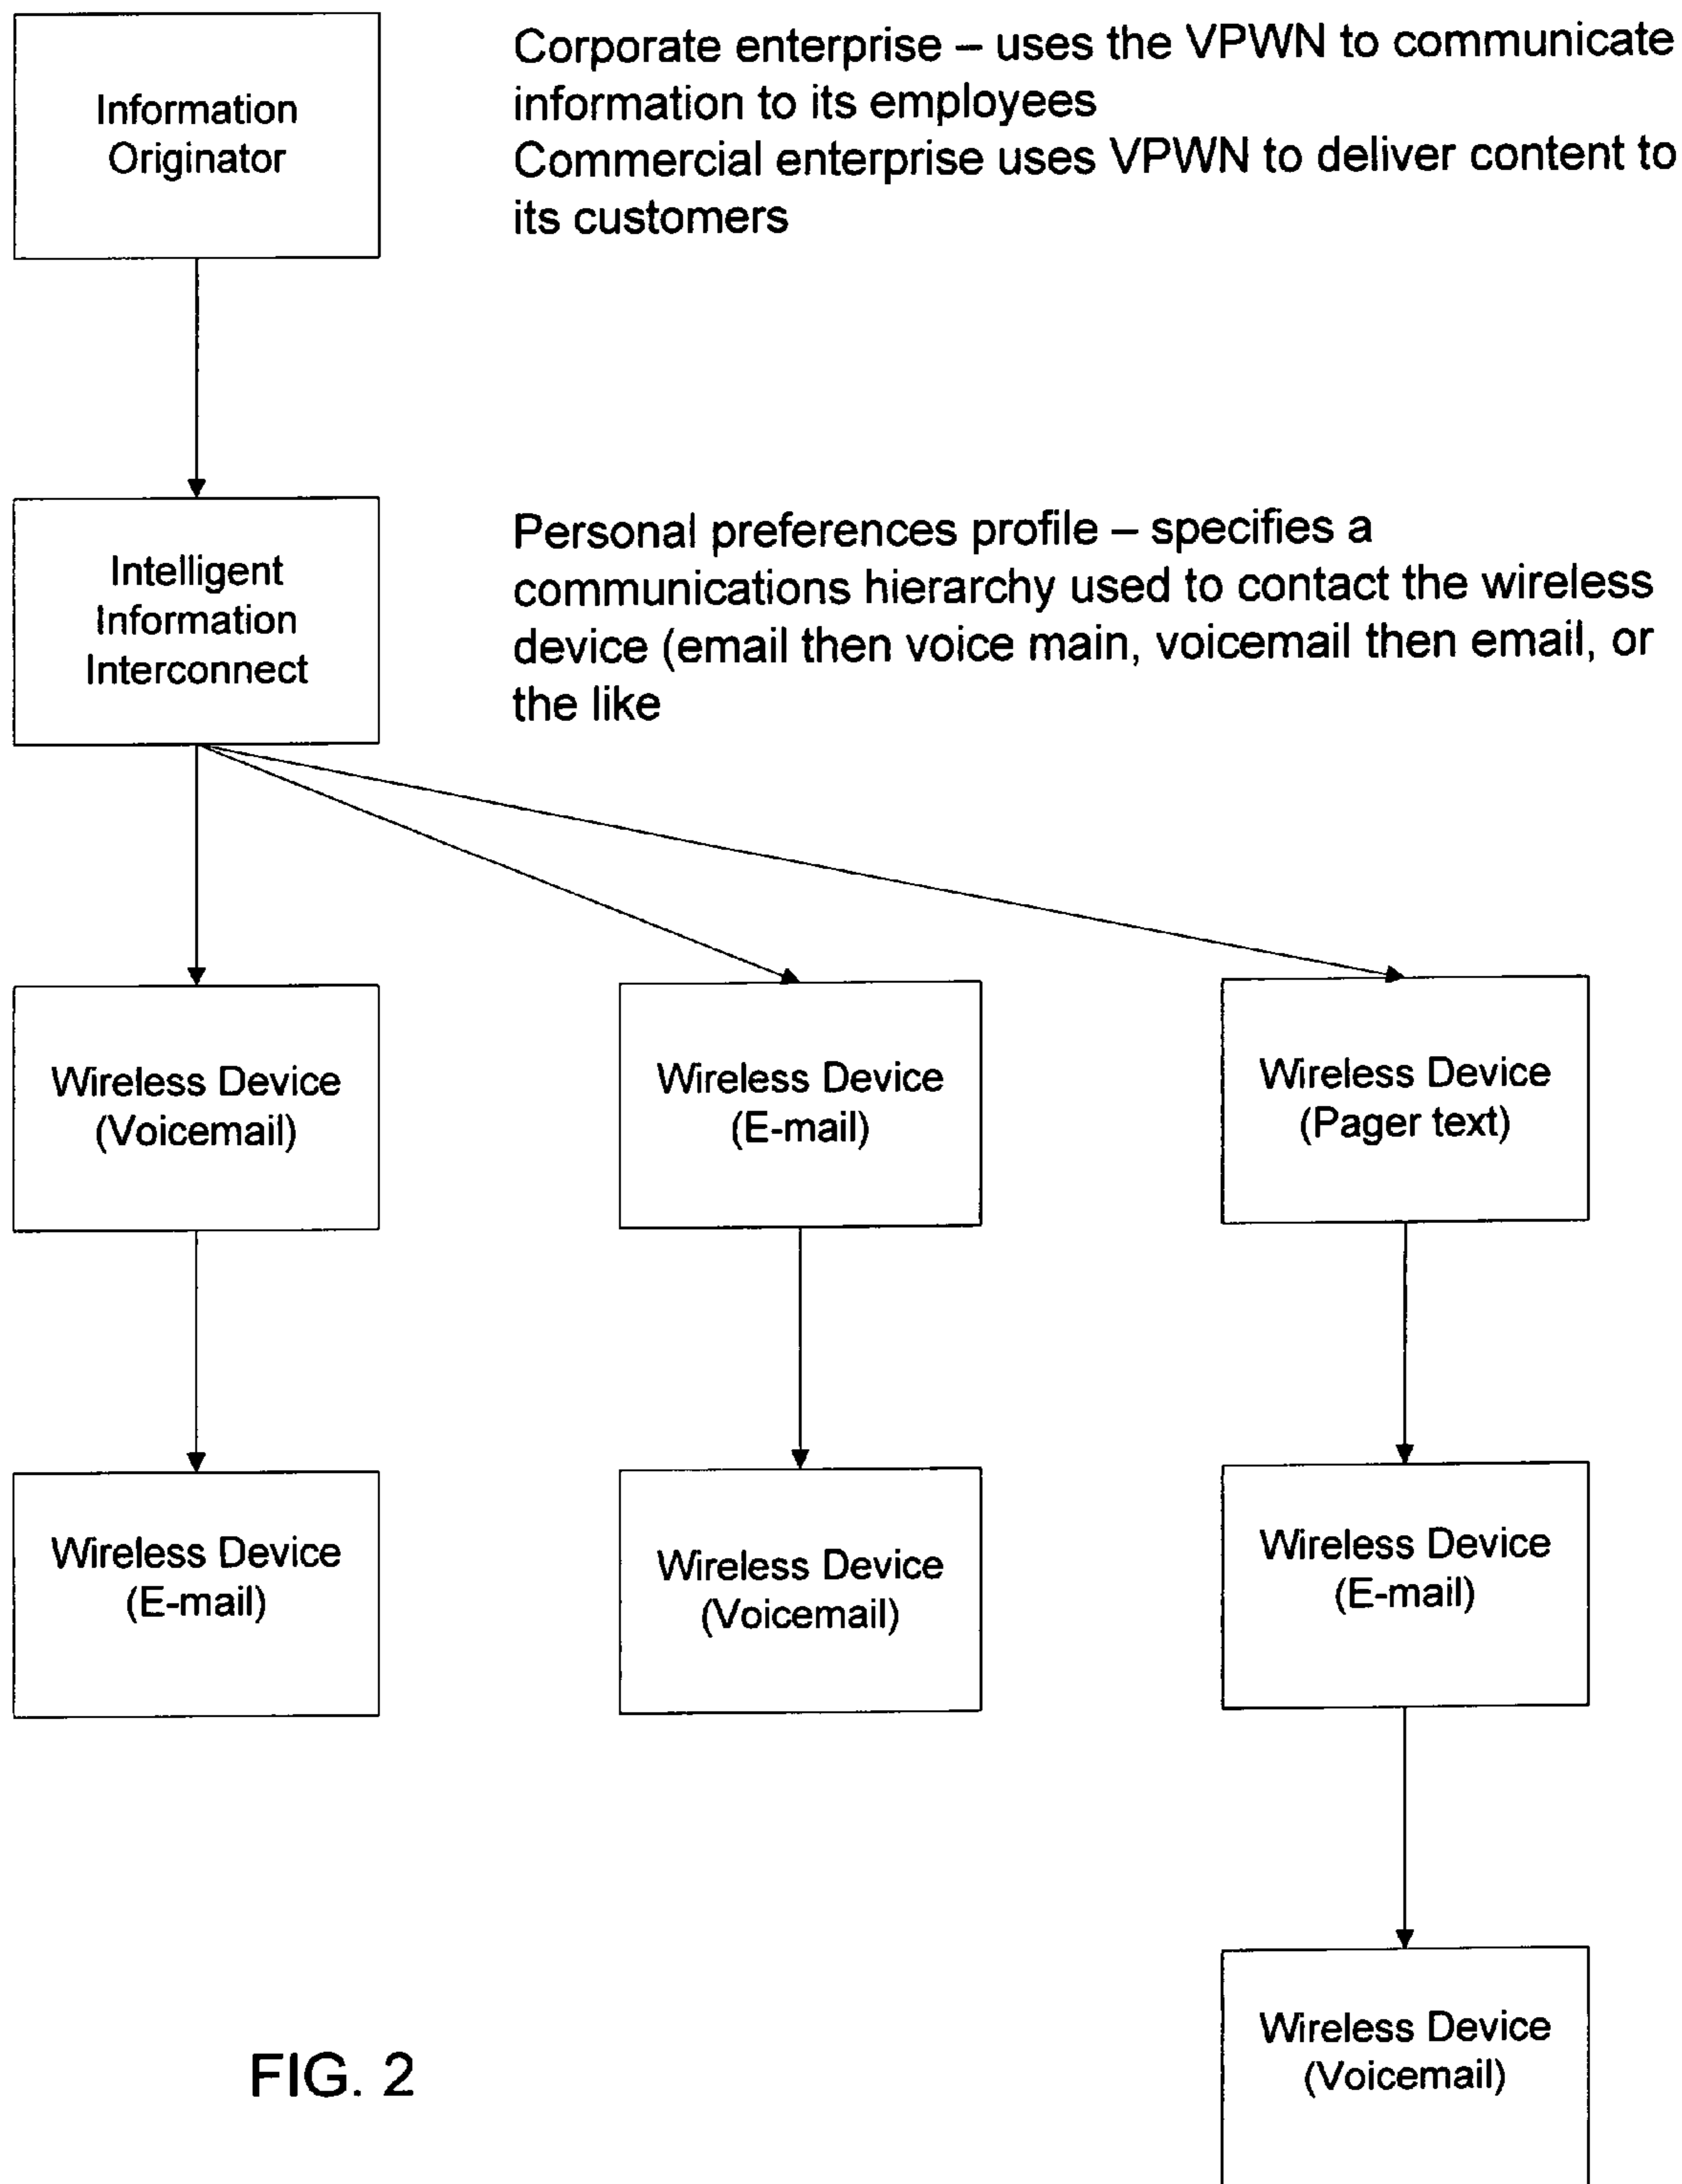 Information
Originator
Corporate enterprise – uses the VPWN to communicate
information to its employees
Commercial enterprise uses VPWN to deliver content to
its customers
Intelligent
Information
Interconnect
Personal preferences profile – specifies a
communications hierarchy used to contact the wireless
device (email then voice main, voicemail then email, or
the like
Wireless Device
(Voicemail)
Wireless Device
(E-mail)
Wireless Device
(Pager text)
Wireless Device
(E-mail)
Wireless Device
(Voicemail)
Wireless Device
(E-mail)
Wireless Device
(Voicemail)
FIG. 2